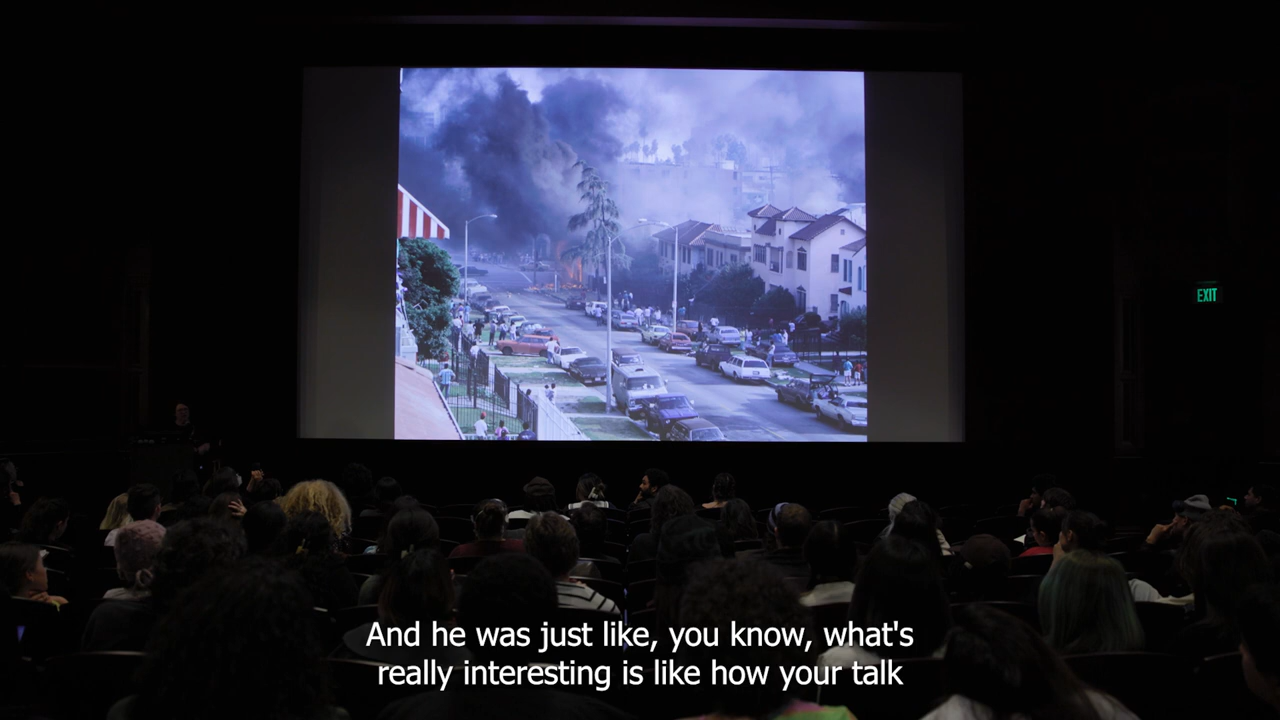 EXIT
And he was just like, you know, what's
really interesting is like how your talk